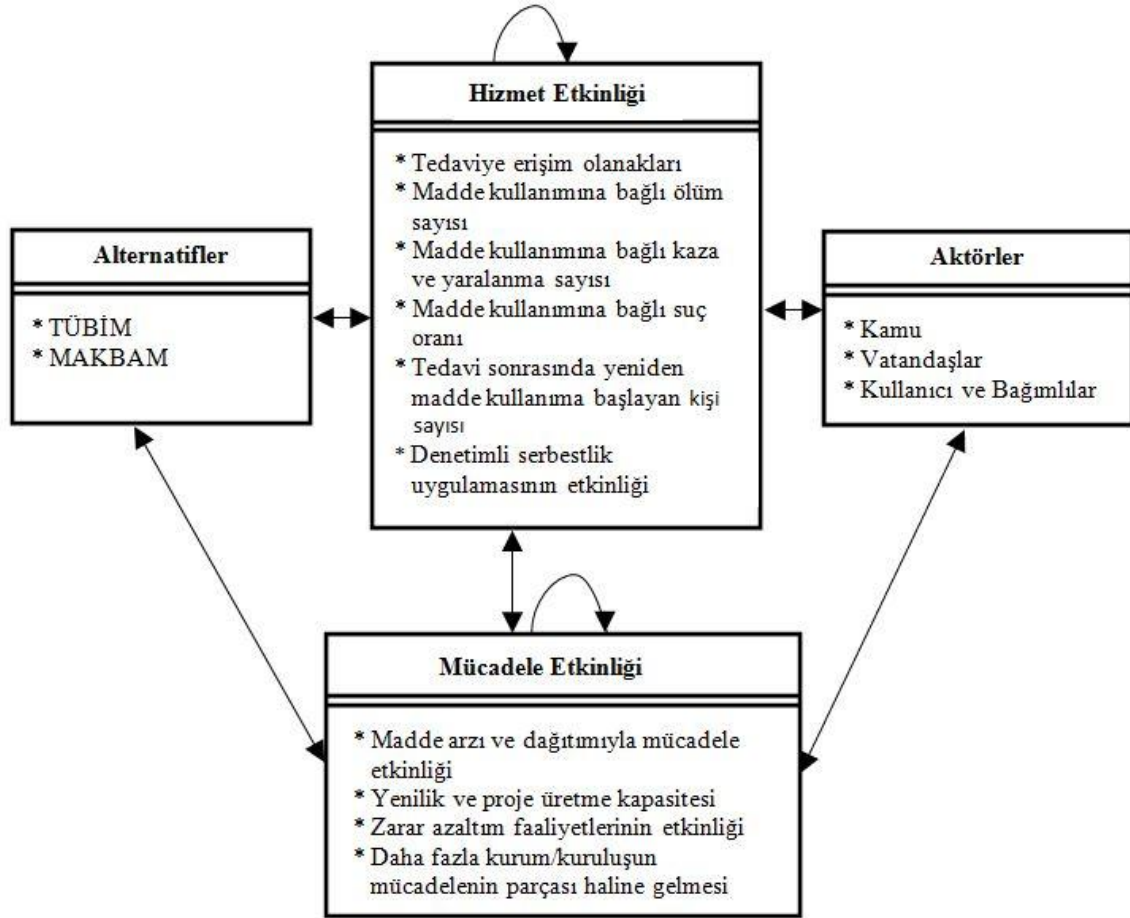 Hizmet Etkinliği
* Tedaviye erişim olanakları
* Madde kullanımına bağlı ölüm
sayısı
* Madde kullanımına bağlı kaza
ve yaralanma sayısı
* Madde kullanımına bağlı suç
oranı
* Tedavi sonrasında yeniden
madde kullanıma başlayan kişi
sayısı
* Denetimli serbestlik
uygulamasının etkinliği
Alternatifler
* TÜBİM
* MAKBAM
Aktörler
* Kamu
* Vatandaşlar
* Kullanıcı ve Bağımlılar
Mücadele Etkinliği
* Madde arzı ve dağıtımıyla mücadele
etkinliği
* Yenilik ve proje üretme kapasitesi
* Zarar azaltım faaliyetlerinin etkinliği
* Daha fazla kurum/kuruluşun
mücadelenin parçası haline gelmesi